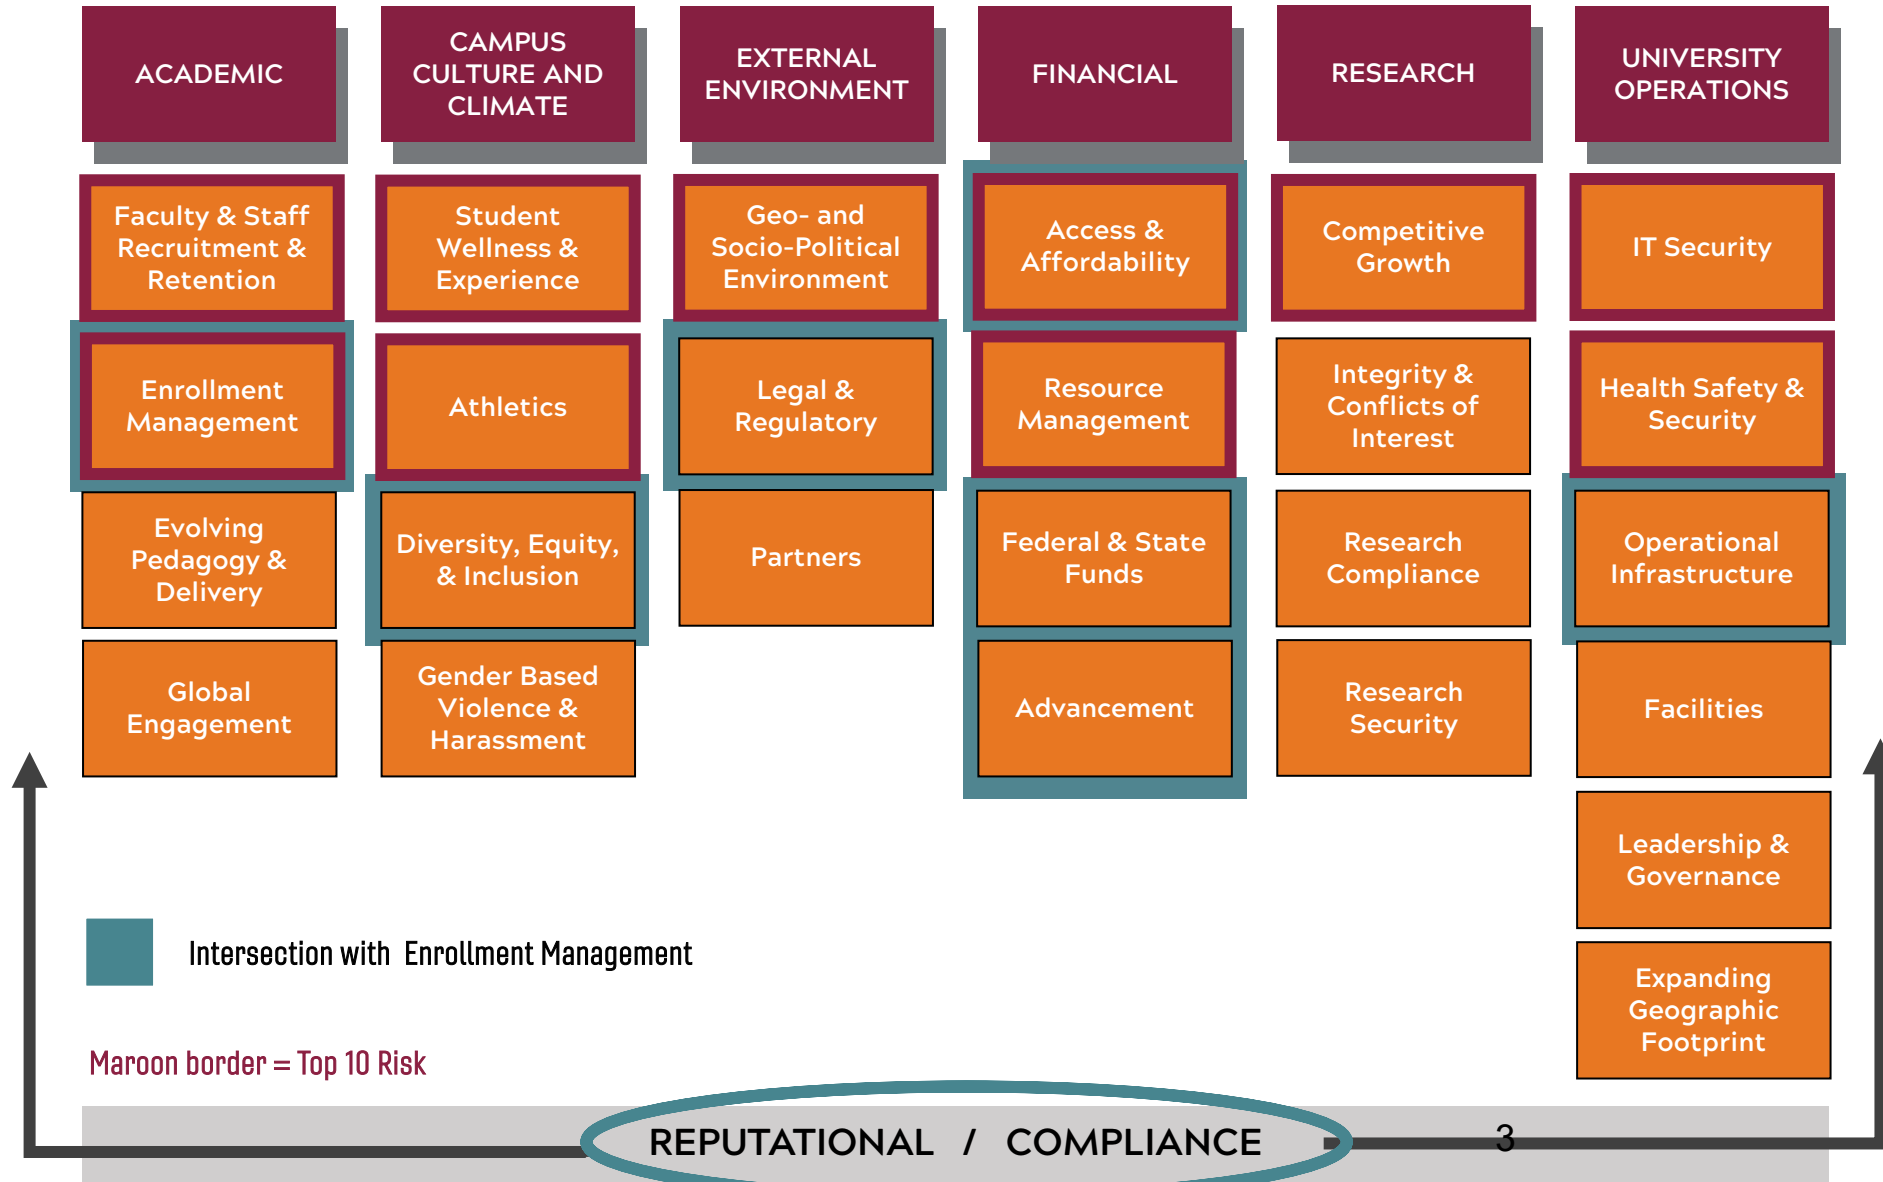 ACADEMIC
CAMPUS
CULTURE AND
CLIMATE
EXTERNAL
ENVIRONMENT
FINANCIAL
RESEARCH
UNIVERSITY
OPERATIONS
Faculty & Staff
Recruitment &
Retention
Student
Wellness &
Experience
Geo- and
Socio-Political
Environment
Access &
Affordability
Competitive
Growth
IT Security
Enrollment
Management
Athletics
Legal &
Regulatory
Resource
Management
Integrity &
Conflicts of
Interest
Health Safety &
Security
Evolving
Pedagogy &
Delivery
Diversity, Equity,
& Inclusion
Partners
Federal & State
Funds
Research
Compliance
Operational
Infrastructure
Global
Engagement
Gender Based
Violence &
Harassment
Advancement
Research
Security
Facilities
Leadership &
Governance
Expanding
Geographic
Footprint
Intersection with Enrollment Management
Maroon border = Top 10 Risk
REPUTATIONAL / COMPLIANCE
3